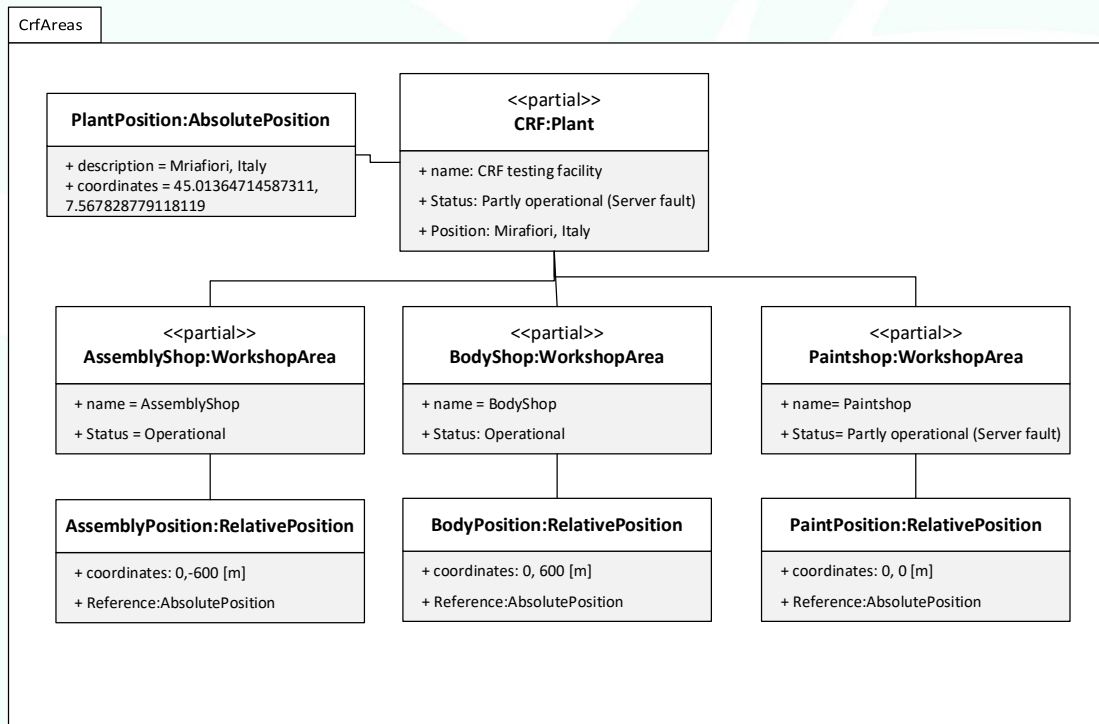 CrfAreas
PlantPosition:AbsolutePosition
+ description = Mriafiori, Italy
+ coordinates = 45.01364714587311,
7.567828779118119
<<partial>>
CRF:Plant
+ name: CRF testing facility
+ Status: Partly operational (Server fault)
+ Position: Mirafiori, Italy
<<partial>>
AssemblyShop:WorkshopArea
+ name = AssemblyShop
+ Status = Operational
<<partial>>
BodyShop:WorkshopArea
+ name = BodyShop
+ Status: Operational
<<partial>>
Paintshop:WorkshopArea
+ name= Paintshop
+ Status= Partly operational (Server fault)
AssemblyPosition:RelativePosition
+ coordinates: 0,-600 [m]
+ Reference:AbsolutePosition
BodyPosition:RelativePosition
+ coordinates: 0, 600 [m]
+ Reference:AbsolutePosition
PaintPosition:RelativePosition
+ coordinates: 0, 0 [m]
+ Reference:AbsolutePosition